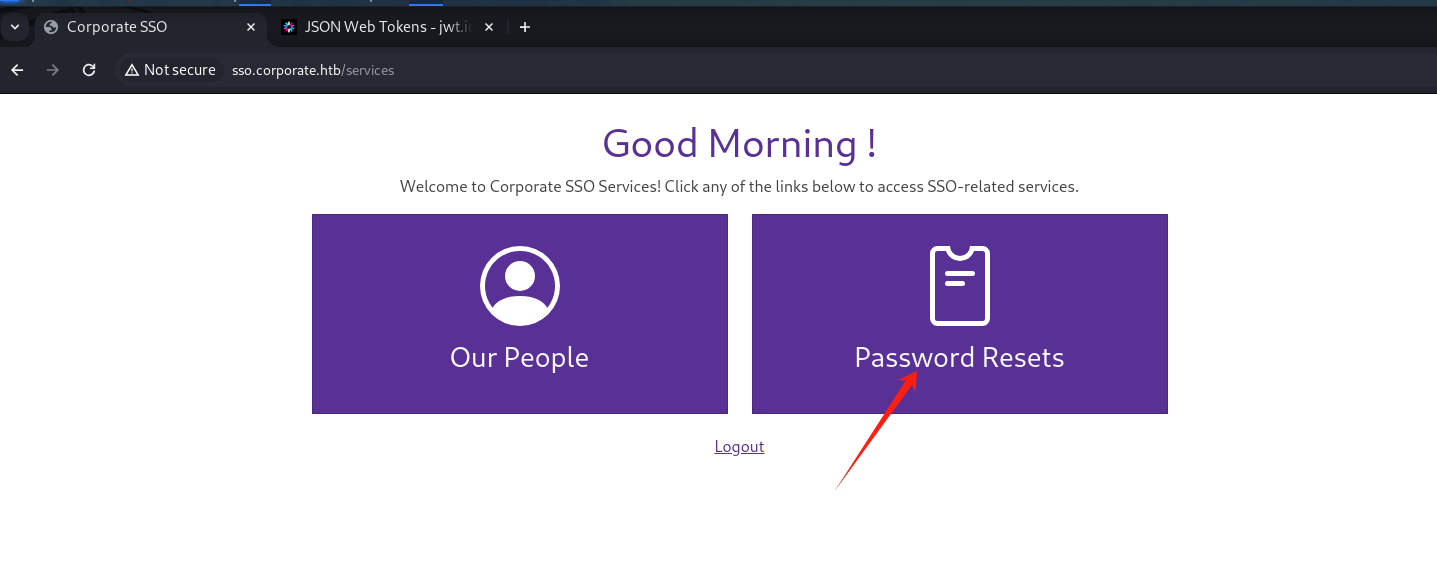 Corporate SSO
JSON Web Tokens - jwt.io
Not secure
sso.corporate.htb/services
Good Morning !
Welcome to Corporate SSO Services! Click any of the links below to access SSO-related services.
Our People
Password Resets
Logout